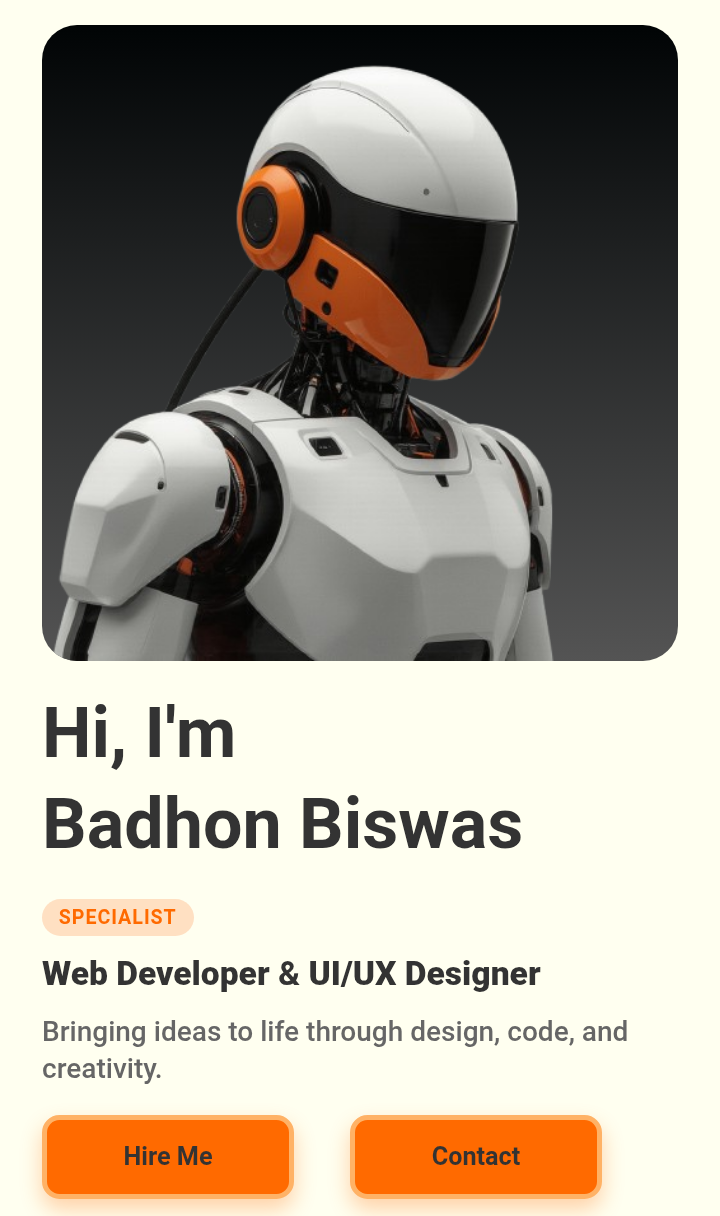 Hi, I'm
Badhon Biswas
SPECIALIST
Web Developer & UI/UX Designer
Bringing ideas to life through design, code, and
creativity.
Hire Me
Contact